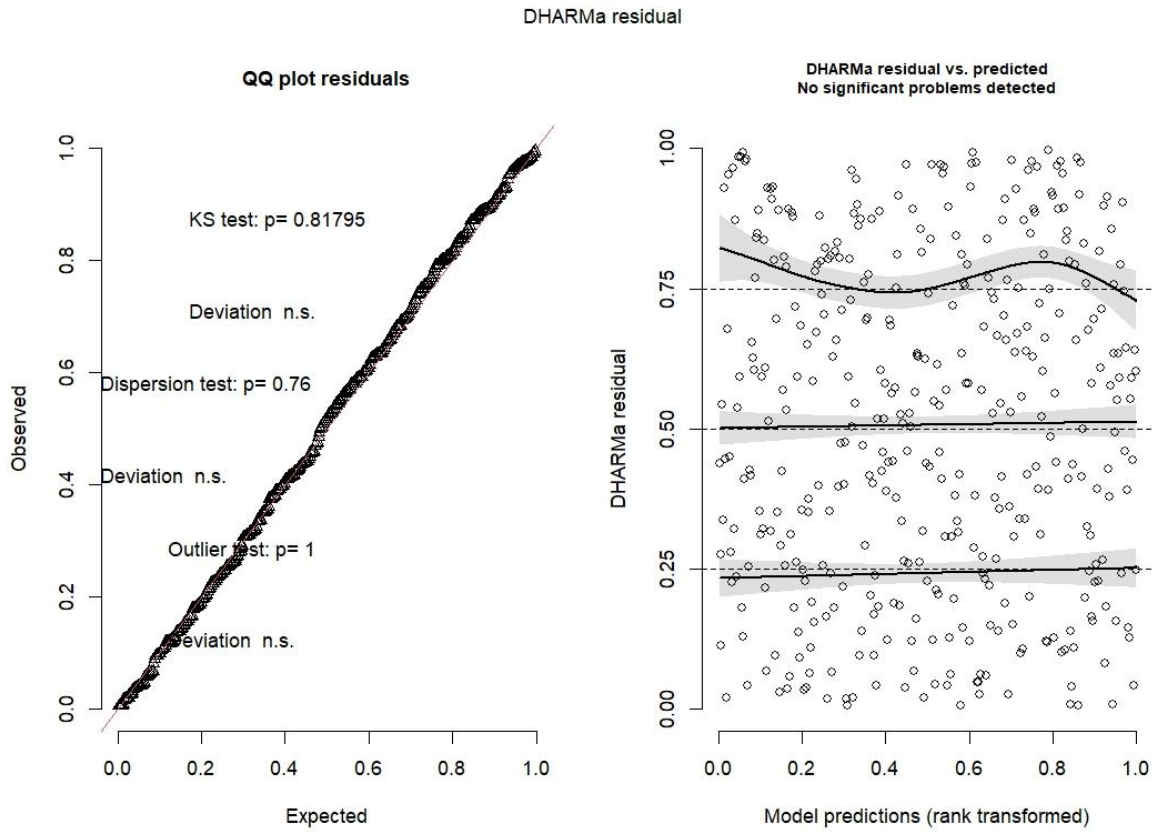 DHARMa residual
QQ plot residuals
KS test: p= 0.81795
Deviation n.s.
Dispersion test: p= 0.76
Deviation n.s.
Outlier test: p= 1
Deviation n.s.
Observed
1.0
0.8
0.6
0.4
0.2
0.0
0.0 0.2 0.4 0.6 0.8 1.0
Expected
DHARMa residual vs. predicted
No significant problems detected
DHARMa residual
1.00
0.75
0.50
0.25
0.00
0.0 0.2 0.4 0.6 0.8 1.0
Model predictions (rank transformed)